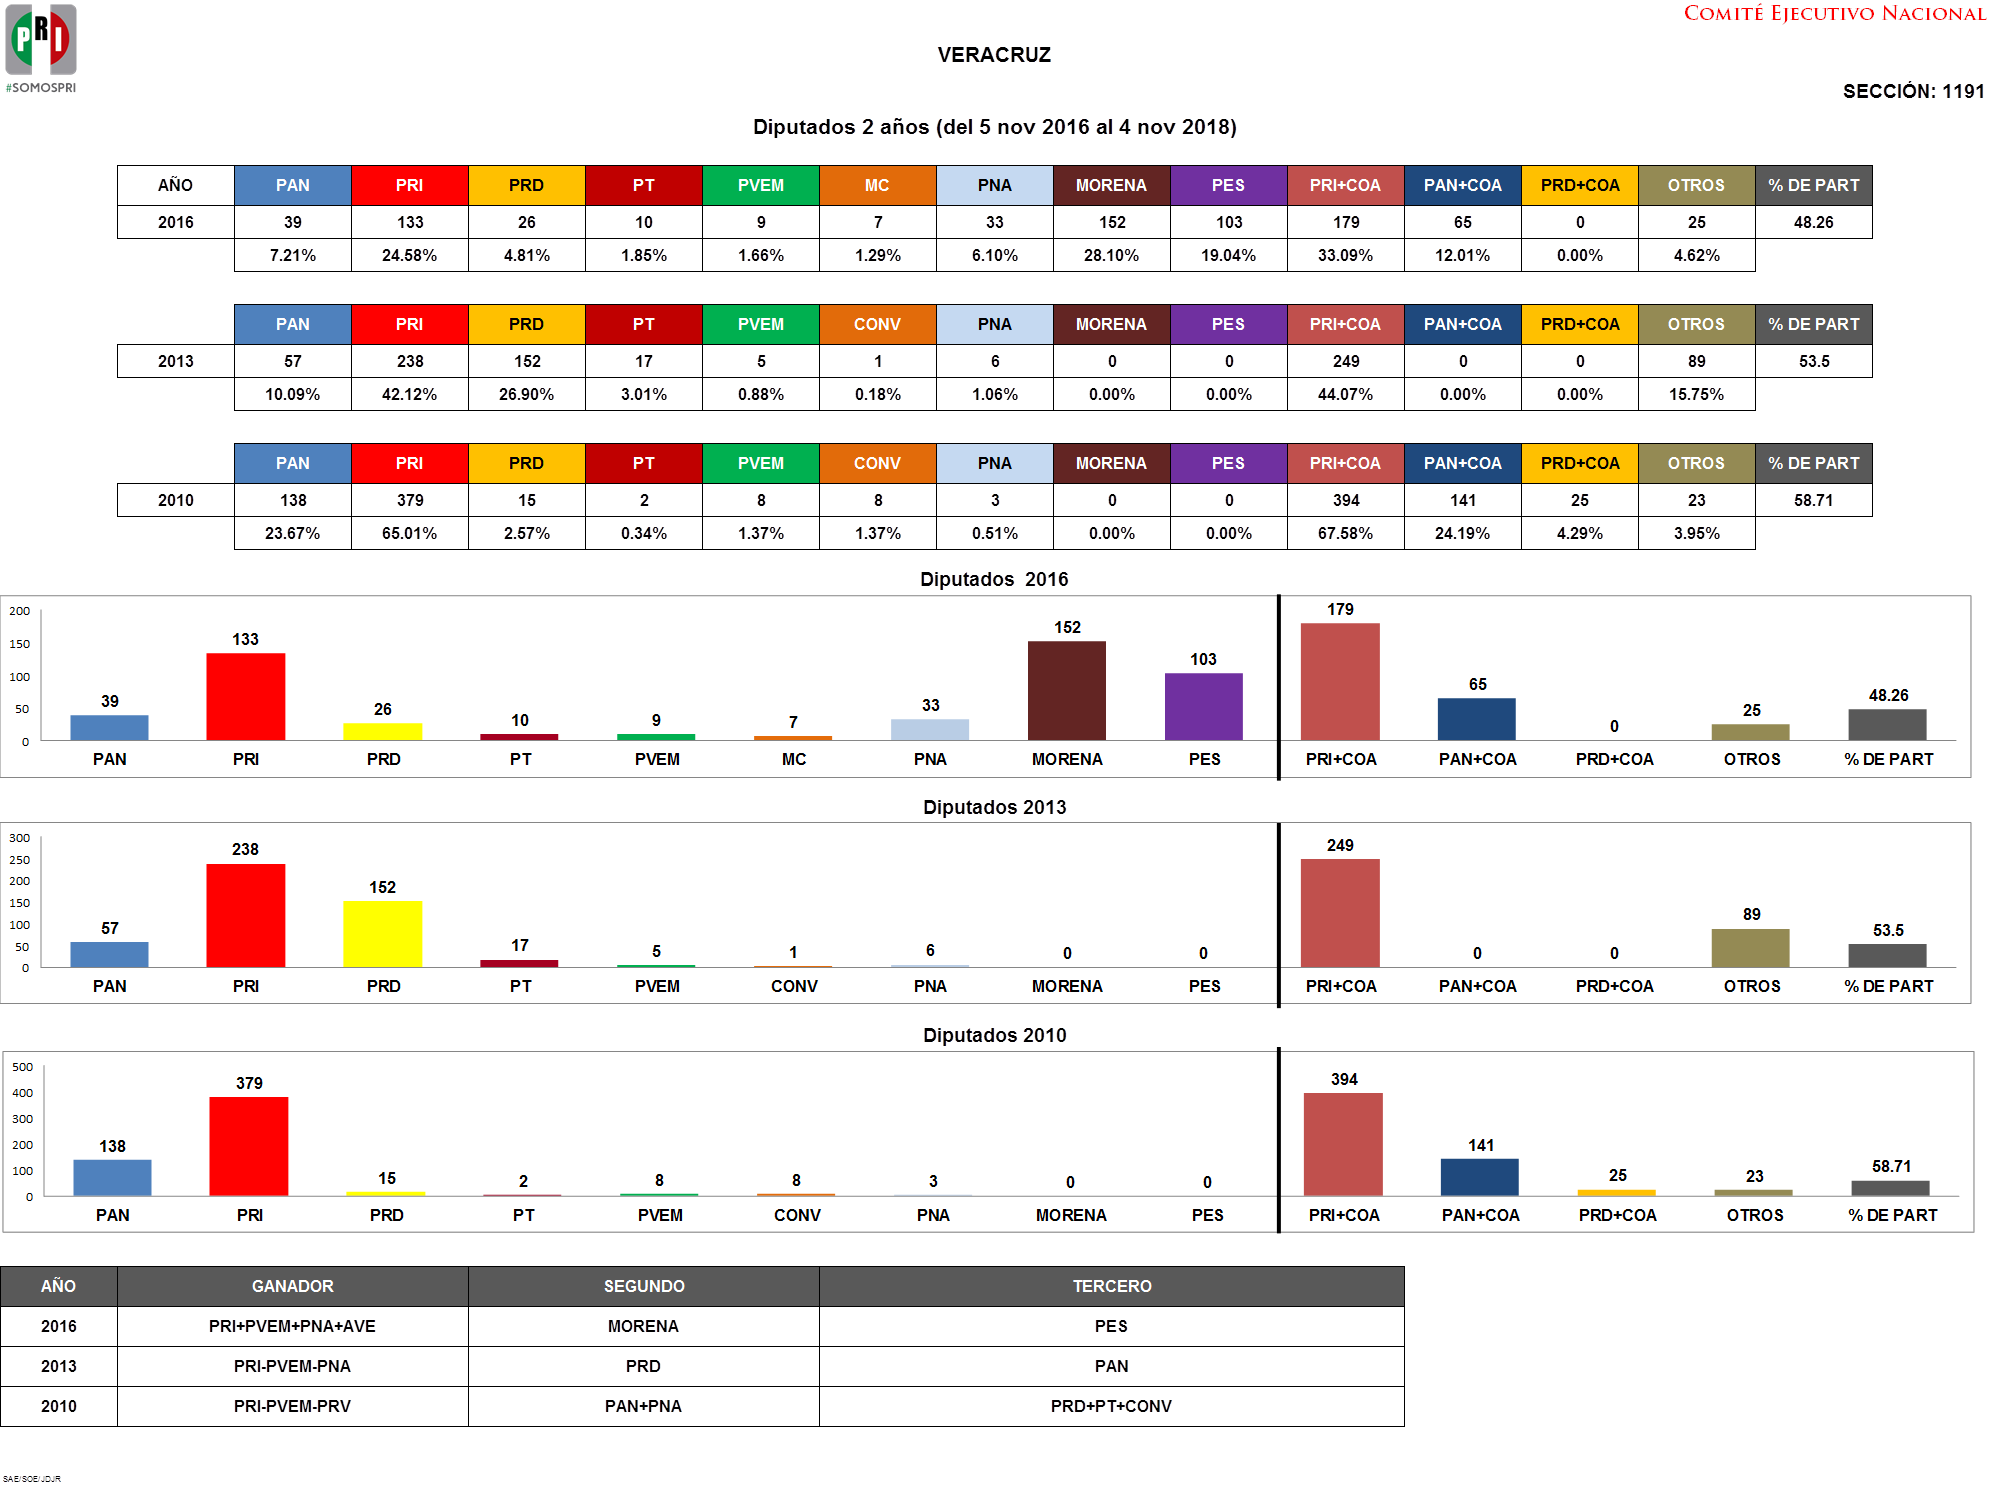 PRI
#SOMOSPRI
COMITÉ EJECUTIVO NACIONAL
VERACRUZ
SECCIÓN: 1191
Diputados 2 años (del 5 nov 2016 al 4 nov 2018)
AÑO PAN PRI PRD PT PVEM MC PNA MORENA PES PRI+COA PAN+COA PRD+COA OTROS % DE PART
2016 39 133 26 10 9 7 33 152 103 179 65 0 25 48.26
7.21% 24.58% 4.81% 1.85% 1.66% 1.29% 6.10% 28.10% 19.04% 33.09% 12.01% 0.00% 4.62%
PAN PRI PRD PT PVEM CONV PNA MORENA PES PRI+COA PAN+COA PRD+COA OTROS % DE PART
2013 57 238 152 17 5 1 6 0 0 249 0 0 89 53.5
10.09% 42.12% 26.90% 3.01% 0.88% 0.18% 1.06% 0.00% 0.00% 44.07% 0.00% 0.00% 15.75%
PAN PRI PRD PT PVEM CONV PNA MORENA PES PRI+COA PAN+COA PRD+COA OTROS % DE PART
2010 138 379 15 2 8 8 3 0 0 394 141 25 23 58.71
23.67% 65.01% 2.57% 0.34% 1.37% 1.37% 0.51% 0.00% 0.00% 67.58% 24.19% 4.29% 3.95%
Diputados 2016
200
150
100
50
0
39 133 26 10 9 7 33 152 103 179 65 0 25 48.26
PAN PRI PRD PT PVEM MC PNA MORENA PES PRI+COA PAN+COA PRD+COA OTROS % DE PART
Diputados 2013
300
250
200
150
100
50
0
57 238 152 17 5 1 6 0 0 249 0 0 89 53.5
PAN PRI PRD PT PVEM CONV PNA MORENA PES PRI+COA PAN+COA PRD+COA OTROS % DE PART
Diputados 2010
500
400
300
200
100
0
138 379 15 2 8 8 3 0 0 394 141 25 23 58.71
PAN PRI PRD PT PVEM CONV PNA MORENA PES PRI+COA PAN+COA PRD+COA OTROS % DE PART
AÑO GANADOR SEGUNDO TERCERO
2016 PRI+PVEM+PNA+AVE MORENA PES
2013 PRI-PVEM-PNA PRD PAN
2010 PRI-PVEM-PRV PAN+PNA PRD+PT+CONV
SAE/SOE/JDJR